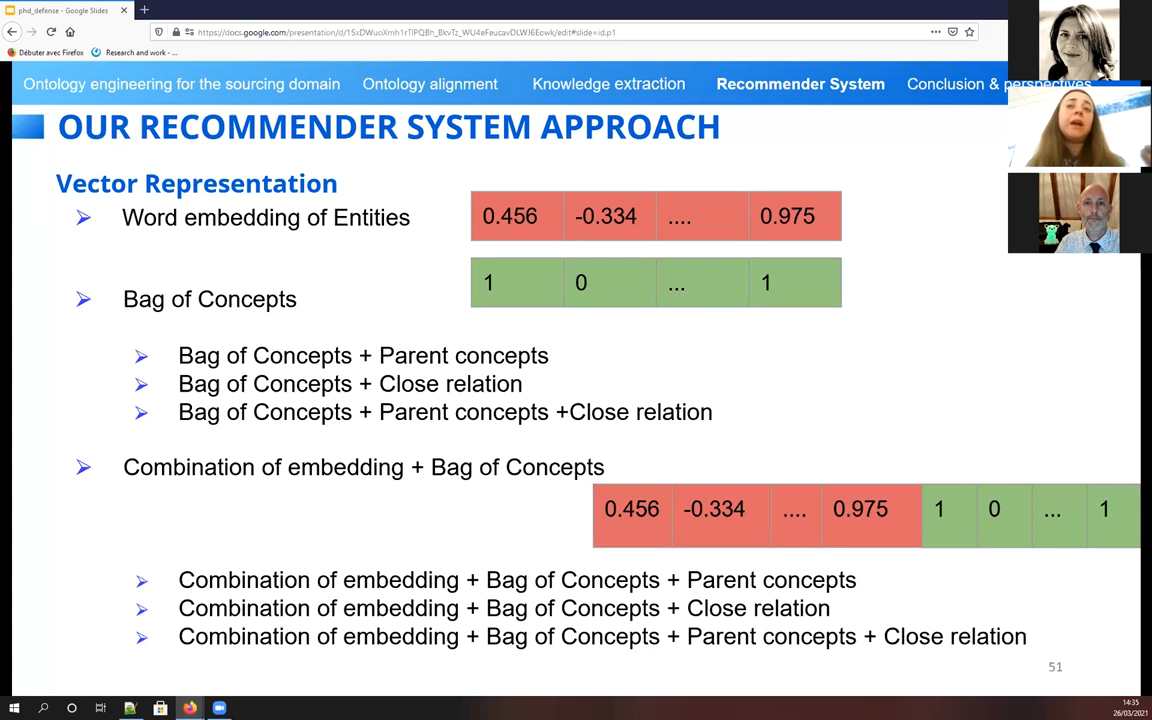 phd_defense - Google Slides
https://docs.google.com/presentation/d/15xDWuoXmh1rTlPQBh_BkvTz_WU4eFeucavDLWJ6Eowk/edit#slide=id.p1
Débuter avec Firefox Research and work - ...
Ontology engineering for the sourcing domain Ontology alignment Knowledge extraction Recommender System Conclusion & perspectives
OUR RECOMMENDER SYSTEM APPROACH
Vector Representation
Word embedding of Entities
0.456 -0.334 .... 0.975
1 0 ... 1
Bag of Concepts
Bag of Concepts + Parent concepts
Bag of Concepts + Close relation
Bag of Concepts + Parent concepts +Close relation
Combination of embedding + Bag of Concepts
0.456 -0.334 .... 0.975 1 0 ... 1
Combination of embedding + Bag of Concepts + Parent concepts
Combination of embedding + Bag of Concepts + Close relation
Combination of embedding + Bag of Concepts + Parent concepts + Close relation
51
14:35
26/03/2021